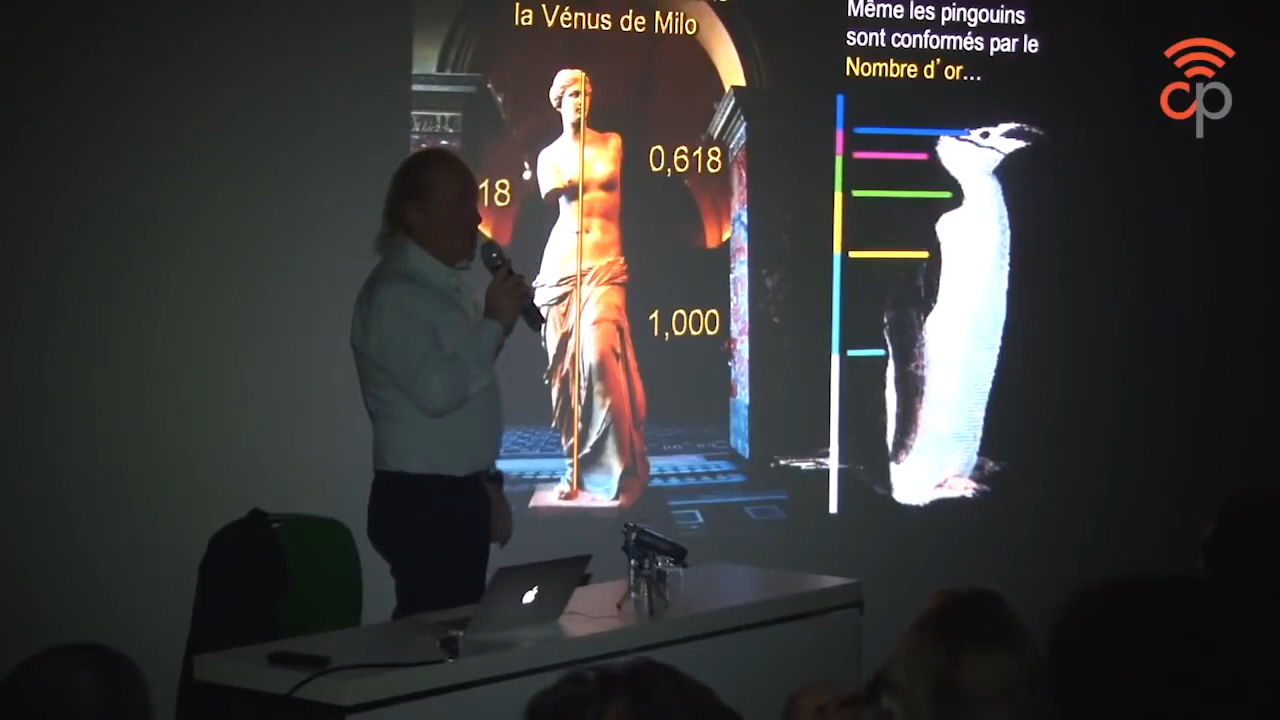 la Vénus de Milo
18
0,618
1,000
Même les pingouins
sont conformés par le
Nombre d'or...
cp